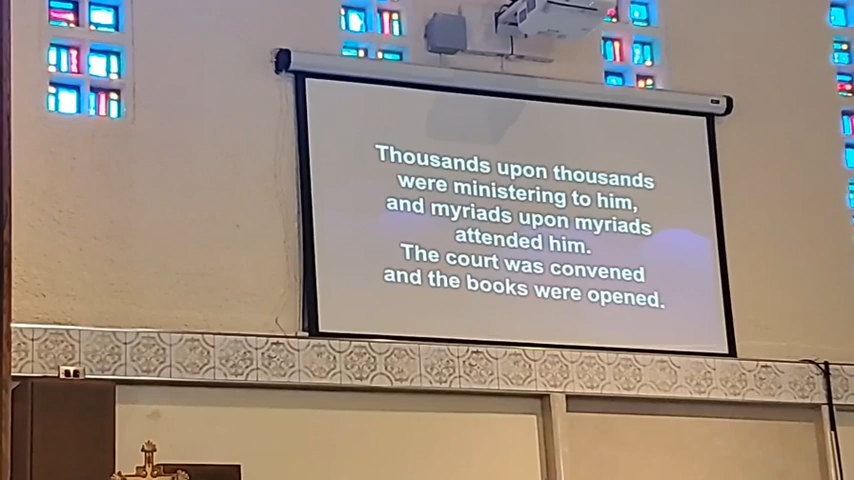 Thousands upon thousands
were ministering to him,
and myriads upon myriads
attended him.
The court was convened
and the books were opened.